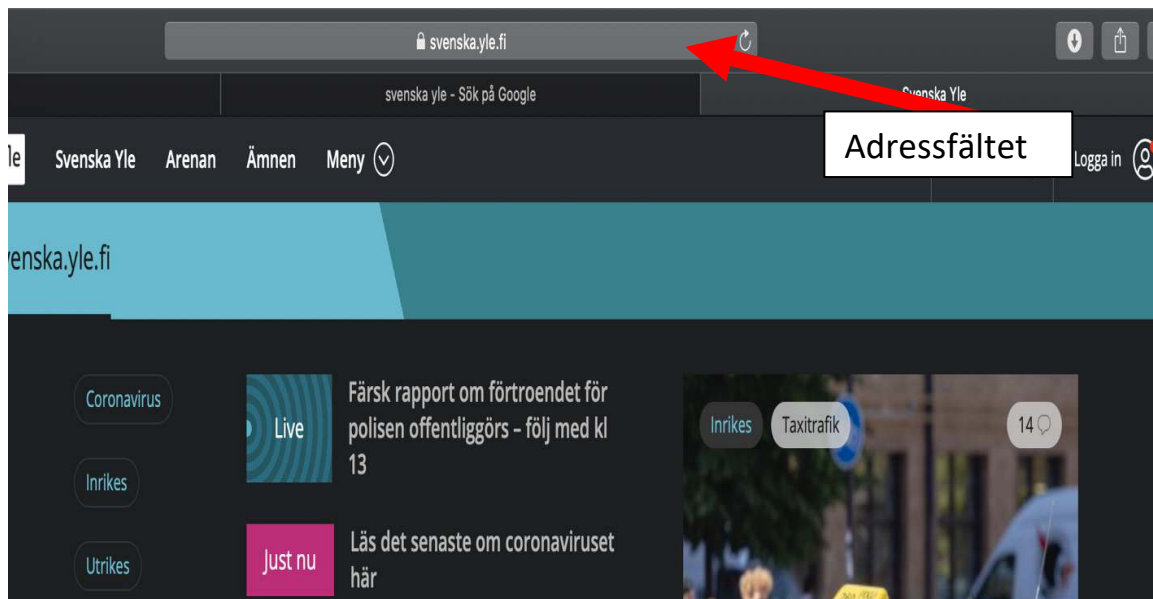 svenska.yle.fi
svenska yle – Sök på Google
Svenska Yle
Adressfältet
Svenska Yle Arenan Ämnen Meny
Logga in
svenska.yle.fi
Coronavirus
Inrikes
Utrikes
Live
Färsk rapport om förtroendet för
polisen offentliggörs – följ med kl
13
Just nu
Läs det senaste om coronaviruset
här
Inrikes Taxitrafik 14